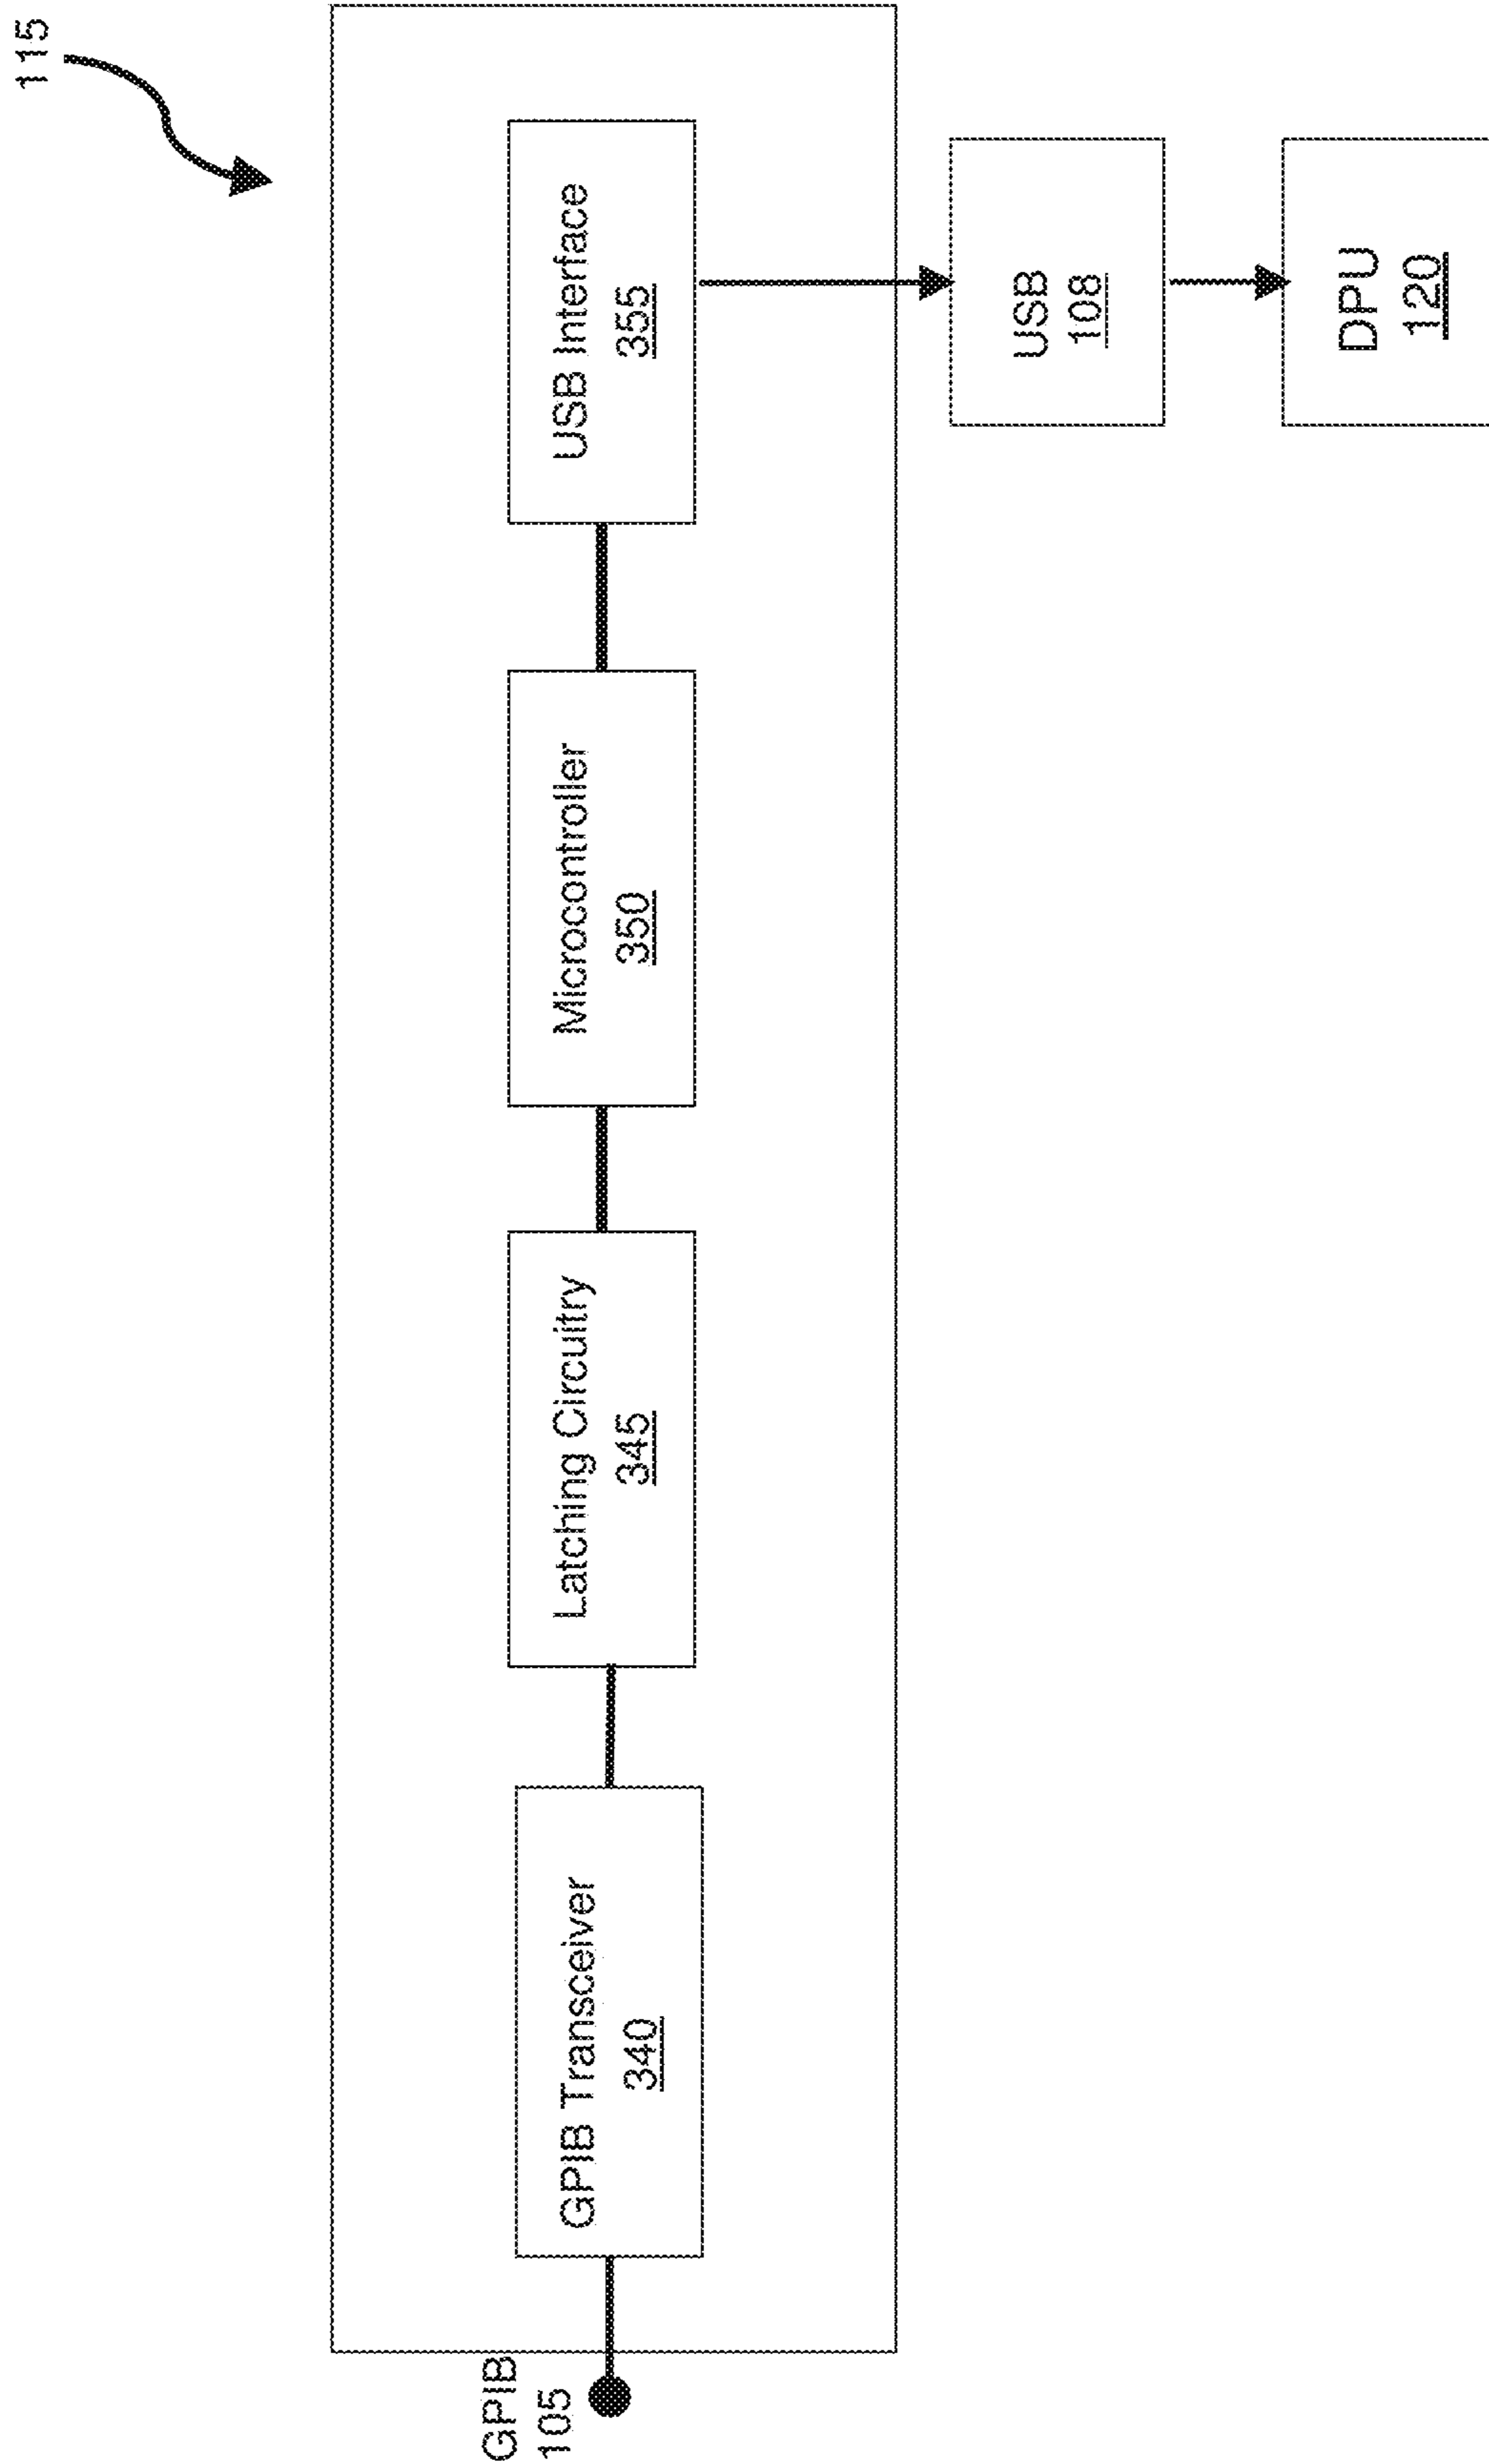 115
GPIB
105
GPIB Transceiver
340
Latching Circuitry
345
Microcontroller
350
USB Interface
355
USB
108
DPU
120